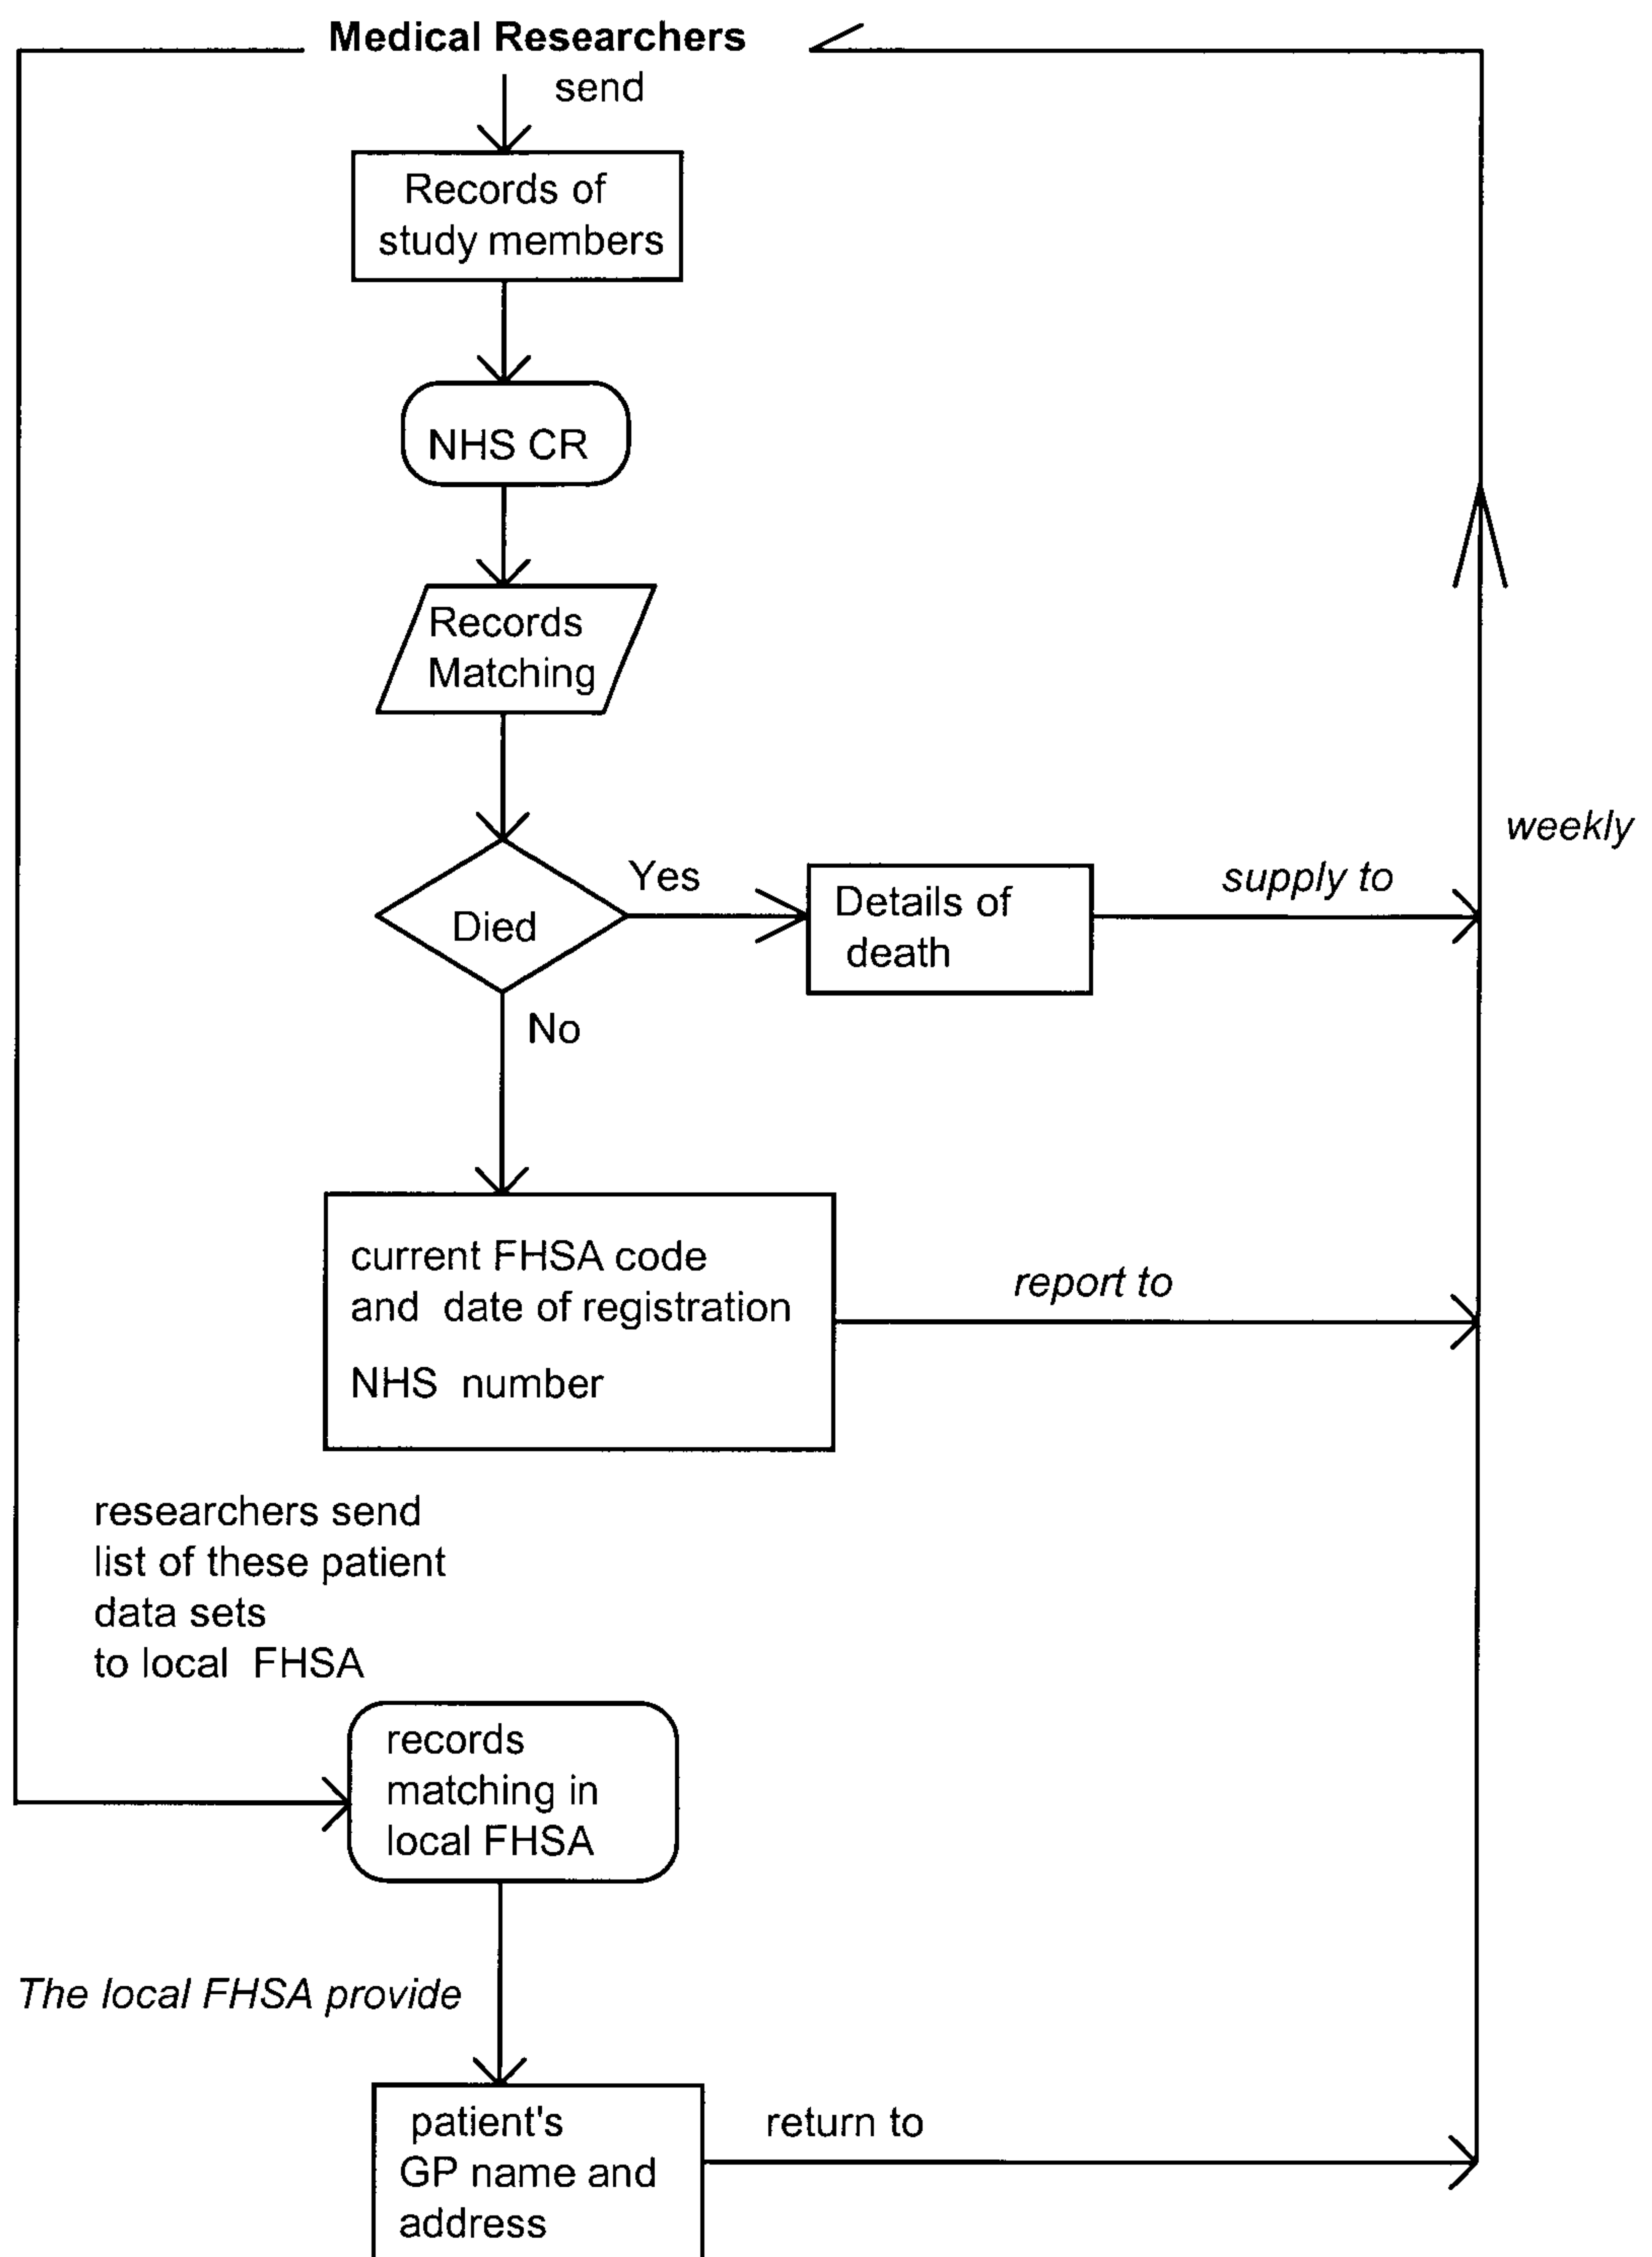 Medical Researchers
send
Records of
study members
NHS CR
Records
Matching
Died
Yes
Details of
death
supply to
weekly
No
current FHSA code
and date of registration
NHS number
report to
researchers send
list of these patient
data sets
to local FHSA
records
matching in
local FHSA
The local FHSA provide
patient's
GP name and
address
return to